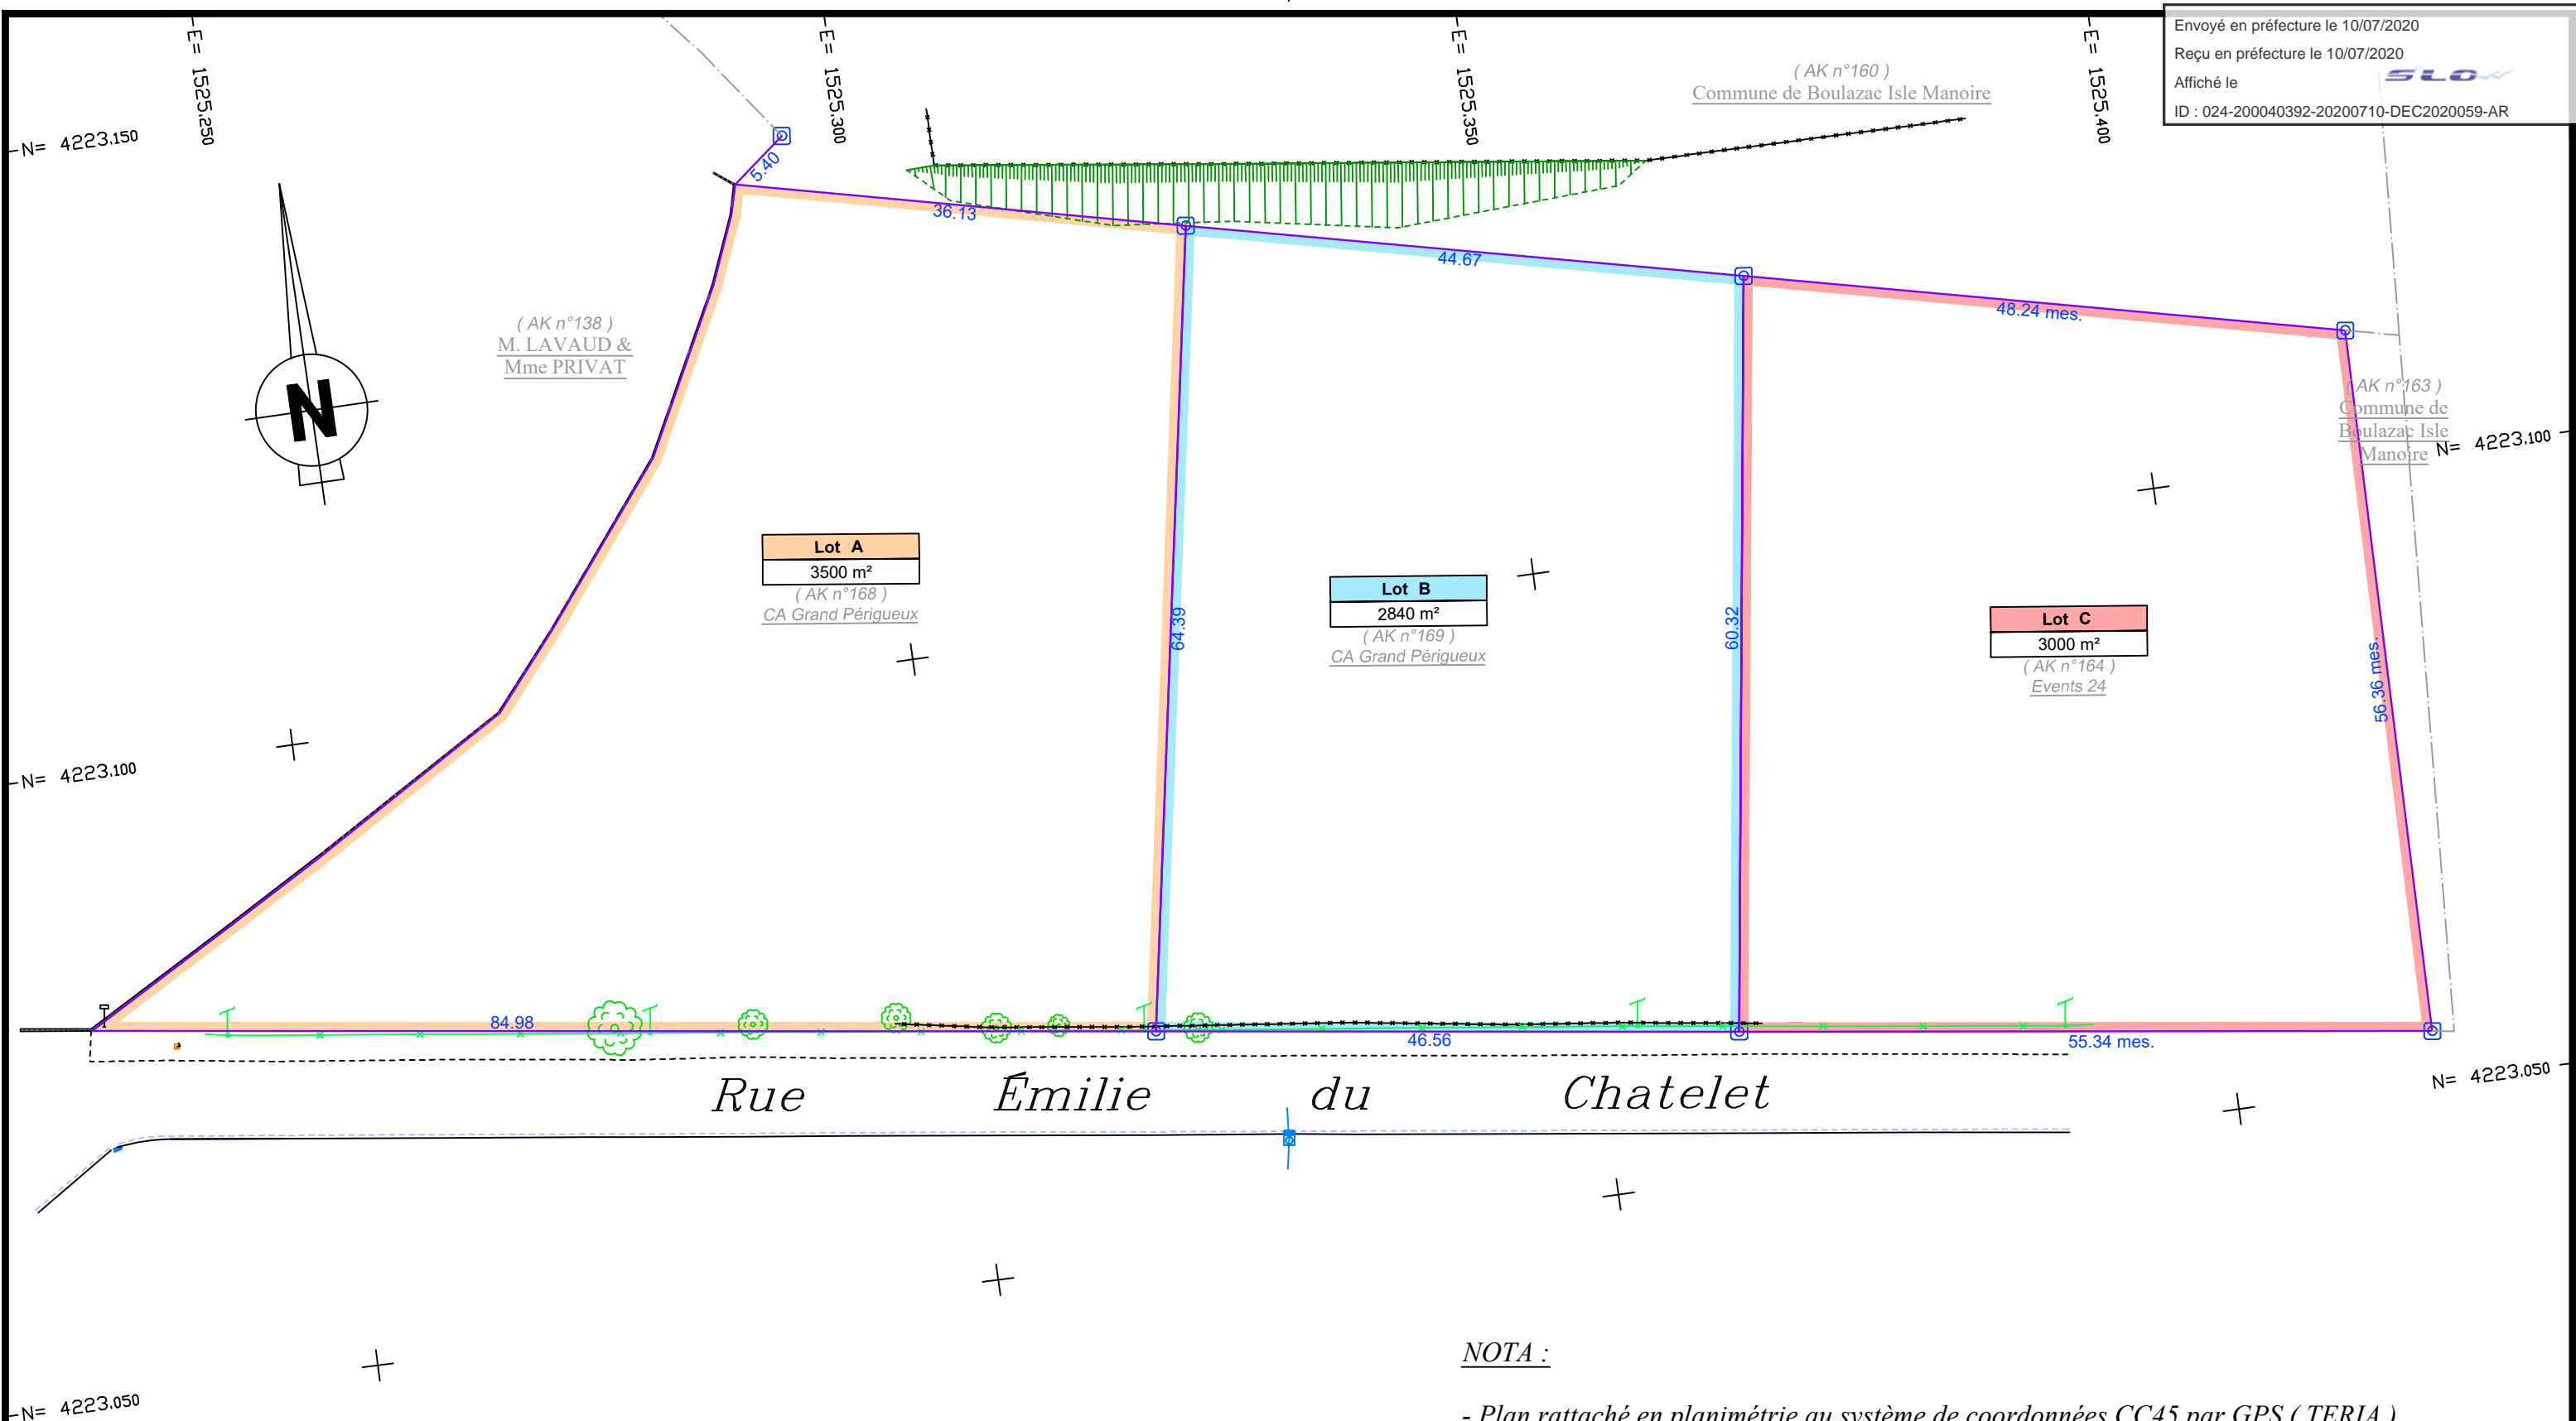 Envoyé en préfecture le 10/07/2020
Reçu en préfecture le 10/07/2020
Affiché le
SLO
ID : 024-200040392-20200710-DEC2020059-AR
E= 1525.250
E= 1525.300
E= 1525.350
E= 1525.400
( AK n°160 )
Commune de Boulazac Isle Manoire
N= 4223.150
5.40
36.13
44.67
48.24 mes.
( AK n°138 )
M. LAVAUD &
Mme PRIVAT
N
( AK n°163 )
Commune de
Boulazac Isle
Manoire
N= 4223.100
Lot A
3500 m²
( AK n°168 )
CA Grand Périgueux
64.39
Lot B
2840 m²
( AK n°169 )
CA Grand Périgueux
60.32
Lot C
3000 m²
( AK n°164 )
Events 24
56.36 mes.
N= 4223.100
84.98
46.56
55.34 mes.
N= 4223.050
Rue Émilie du Chatelet
NOTA :
N= 4223.050
- Plan rattaché en planimétrie au système de coordonnées CC45 par GPS ( TERIA )